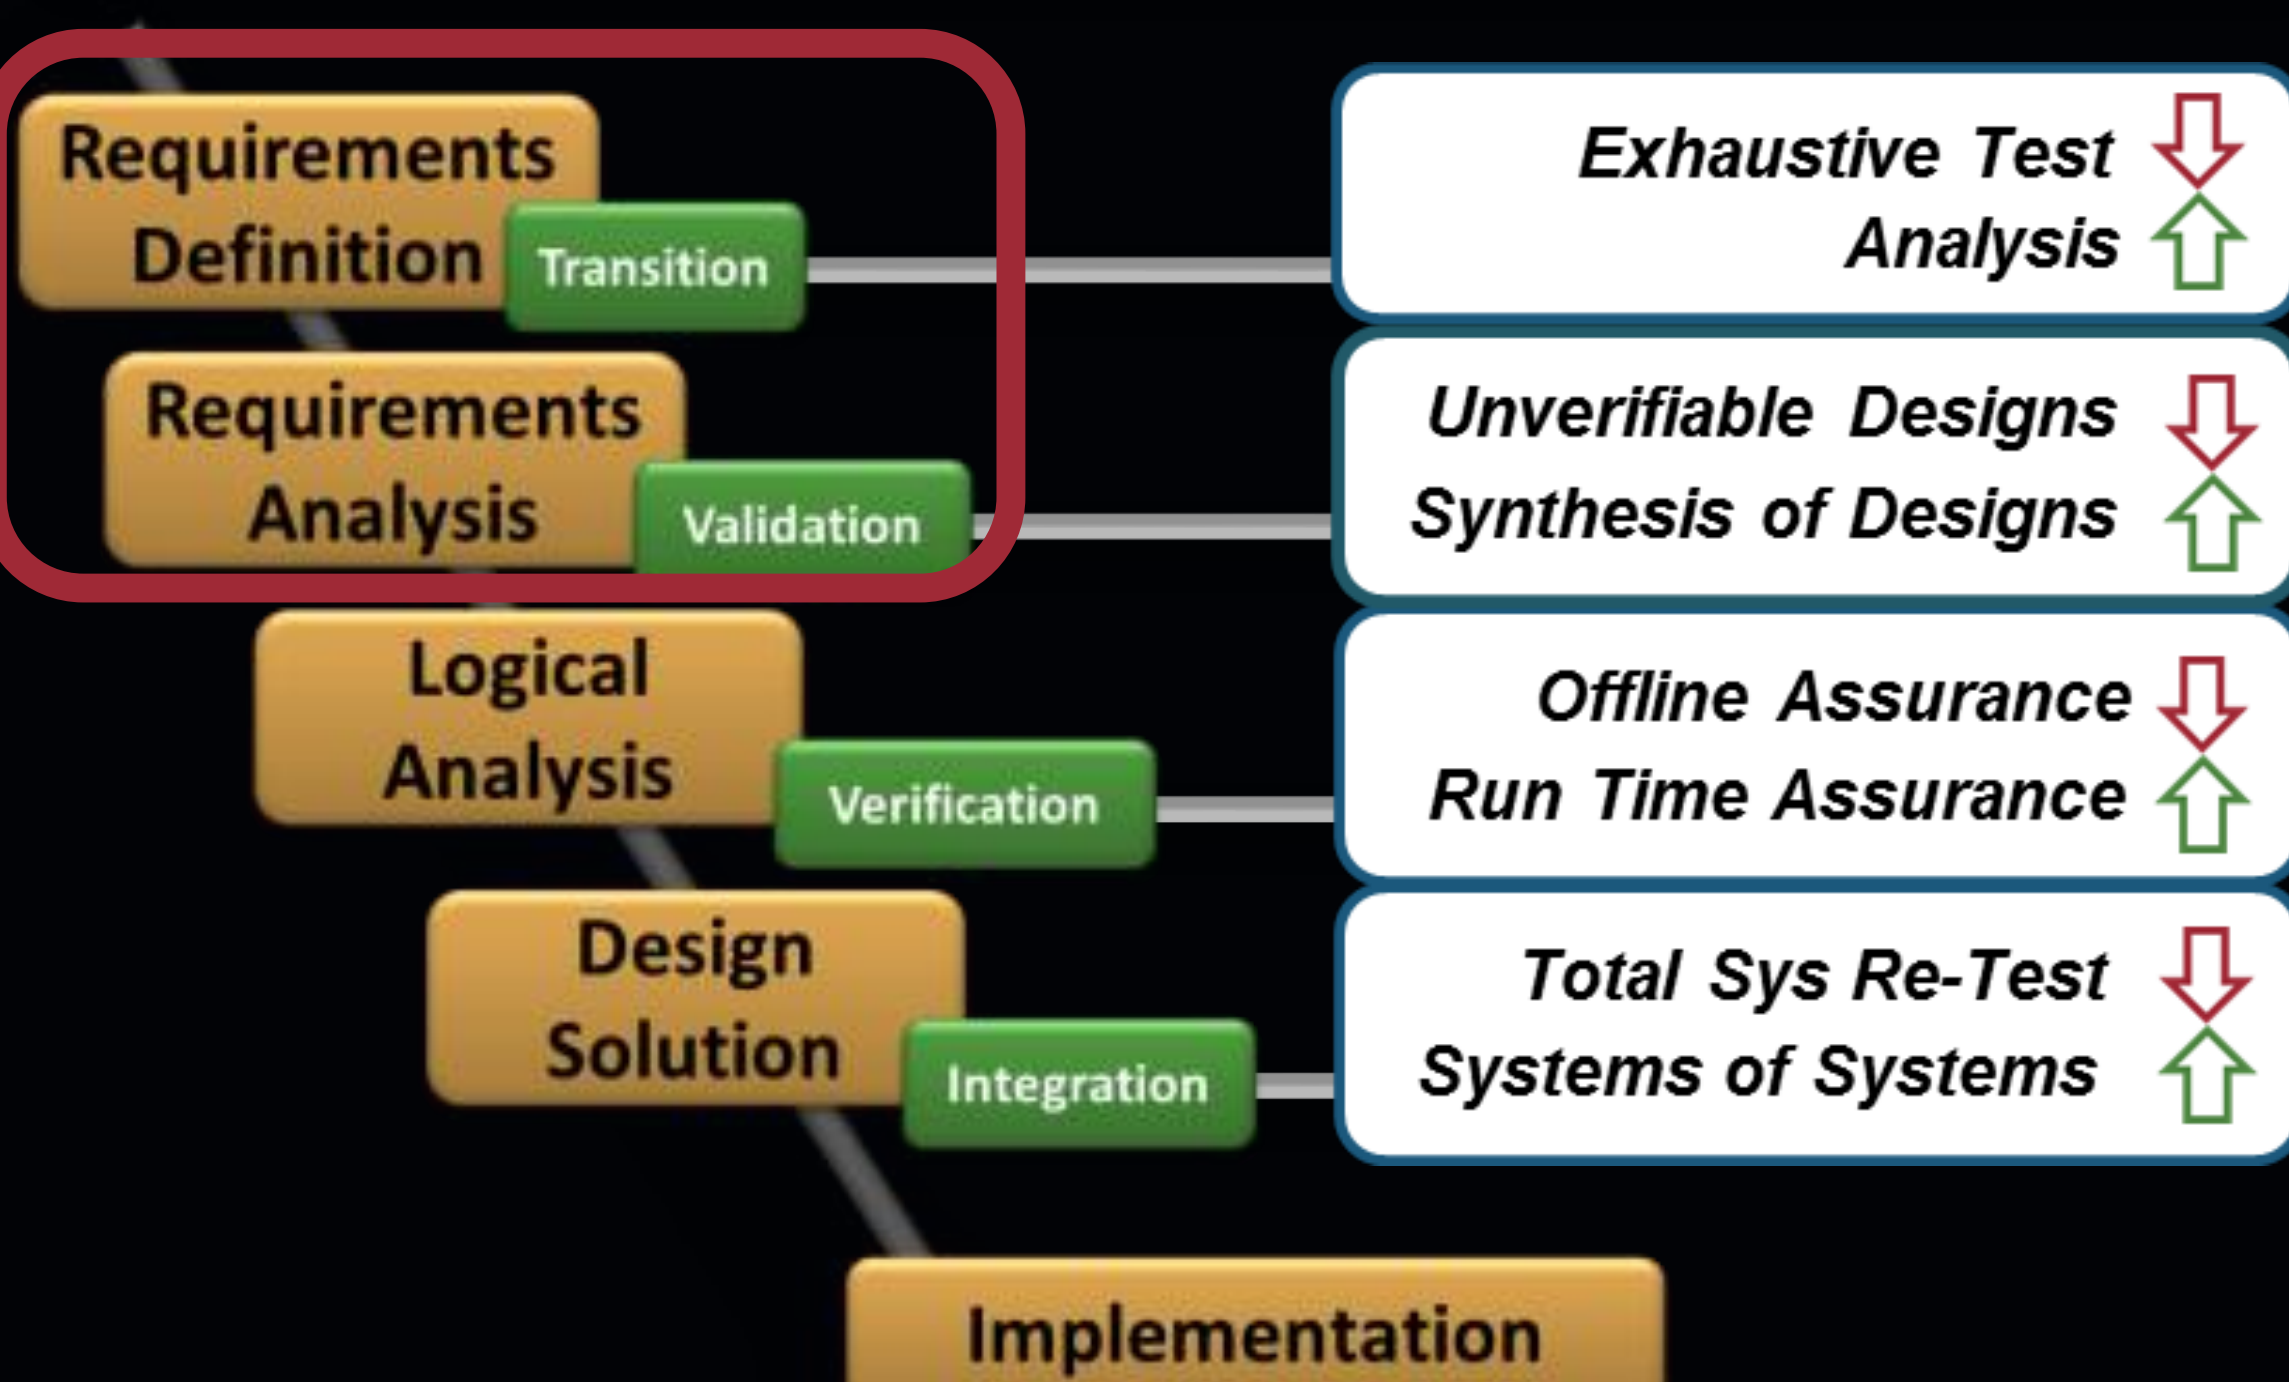 Requirements
Definition
Transition
Exhaustive Test
Analysis
Requirements
Analysis
Validation
Unverifiable Designs
Synthesis of Designs
Logical
Analysis
Verification
Offline Assurance
Run Time Assurance
Design
Solution
Integration
Total Sys Re-Test
Systems of Systems
Implementation